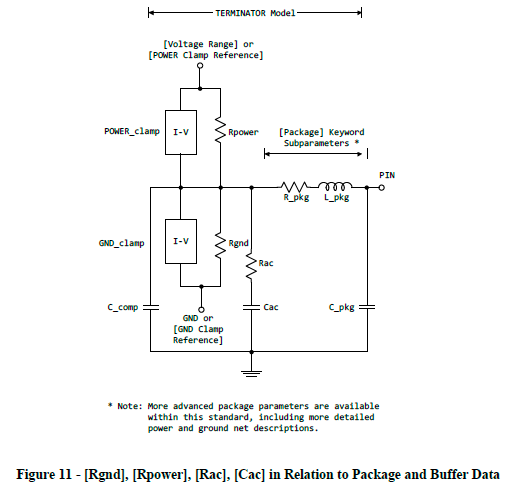 TERMINATOR Model
[Voltage Range] or
[POWER Clamp Reference]
POWER_clamp
I-V
Rpower
[Package] Keyword
Subparameters *
PIN
R_pkg
L_pkg
GND_clamp
I-V
Rgnd
Rac
C_comp
Cac
C_pkg
GND or
[GND Clamp
Reference]
* Note: More advanced package parameters are available
within this standard, including more detailed
power and ground net descriptions.
Figure 11 - [Rgnd], [Rpower], [Rac], [Cac] in Relation to Package and Buffer Data